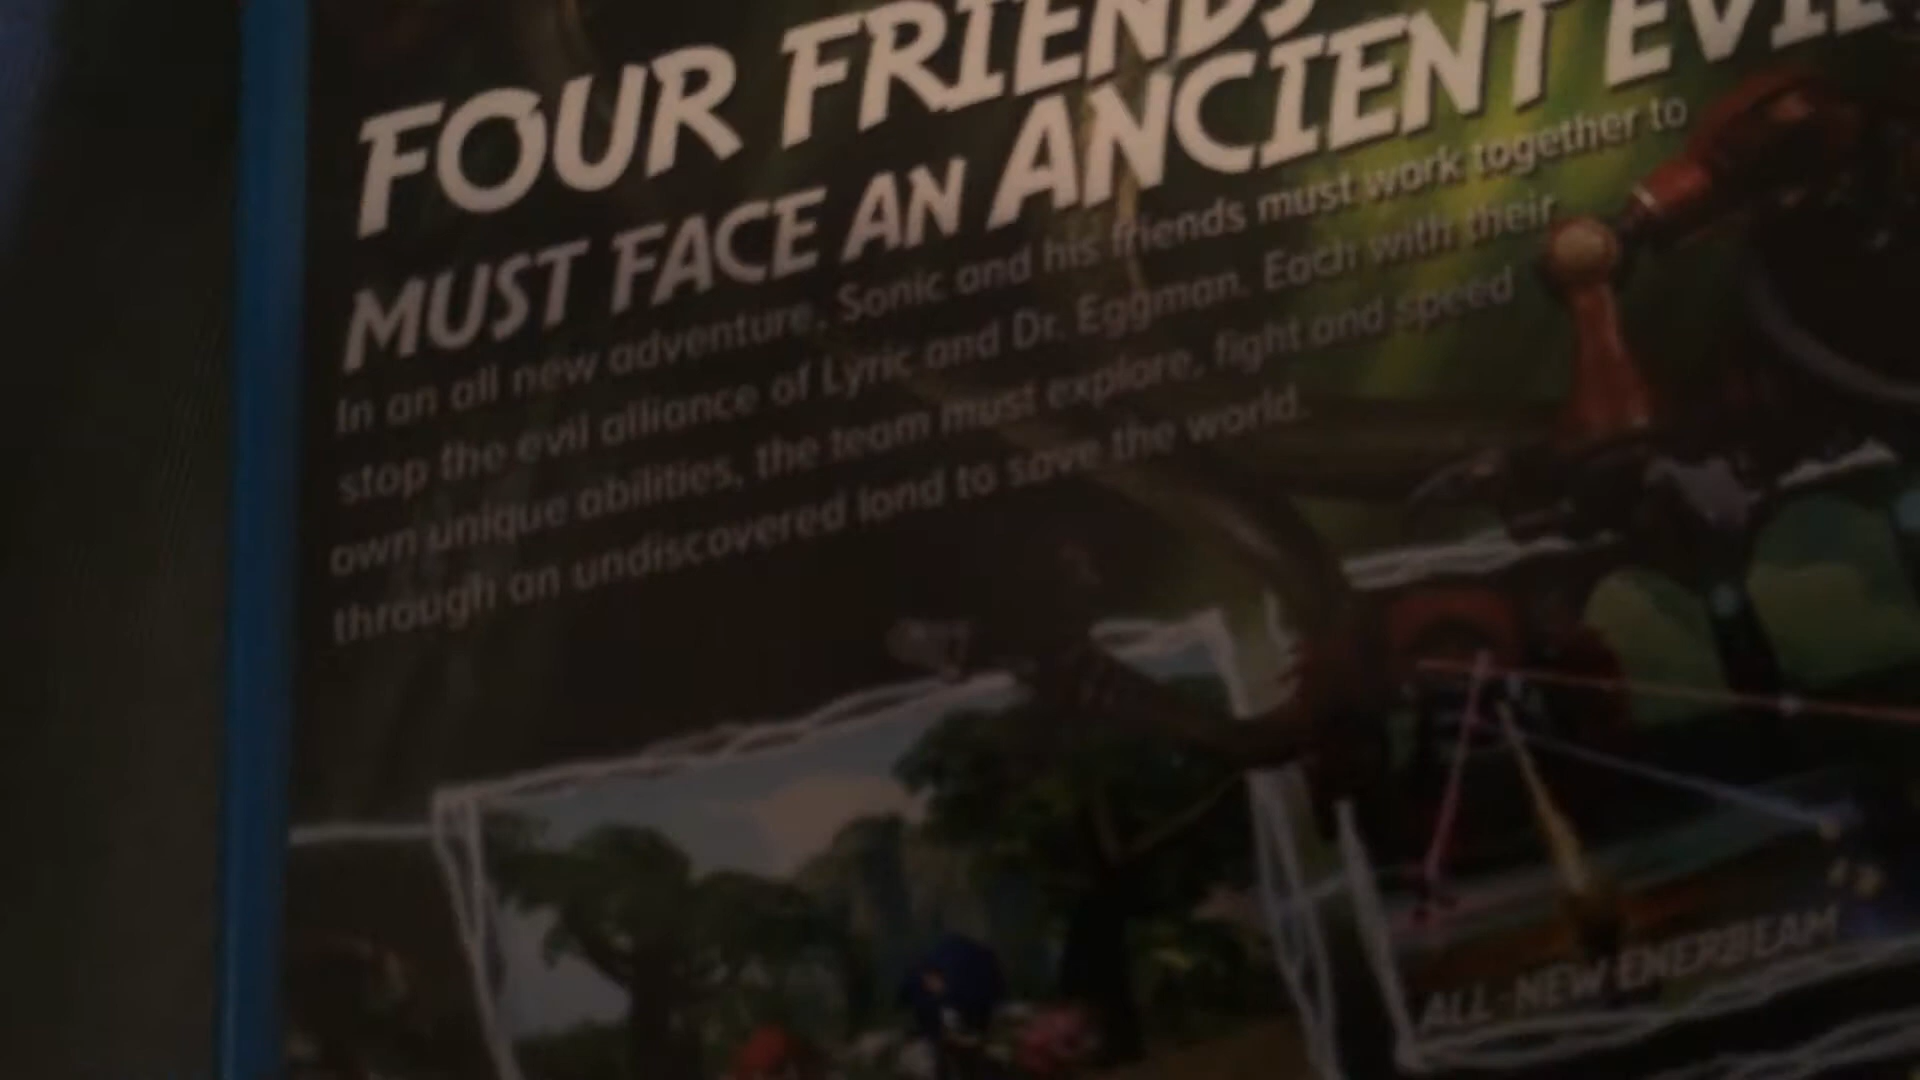 FOUR FRIENDS
MUST FACE AN ANCIENT EVIL
In an all new adventure, Sonic and his friends must work together to
stop the evil alliance of Lyric and Dr. Eggman. Each with their
own unique abilities, the team must explore, fight and speed
through an undiscovered land to save the world.
ALL-NEW ENERBEAM